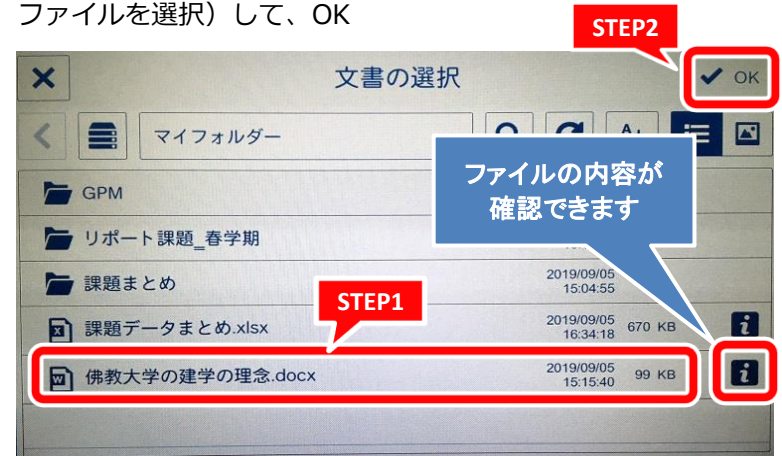 ファイルを選択）して、OK
STEP2
文書の選択
OK
マイフォルダー
ファイルの内容が
確認できます
GPM
リポート課題_春学期
課題まとめ
2019/09/05
15:04:55
STEP1
課題データまとめ.xlsx
2019/09/05
16:34:18
670 KB
佛教大学の建学の理念.docx
2019/09/05
15:15:40
99 KB